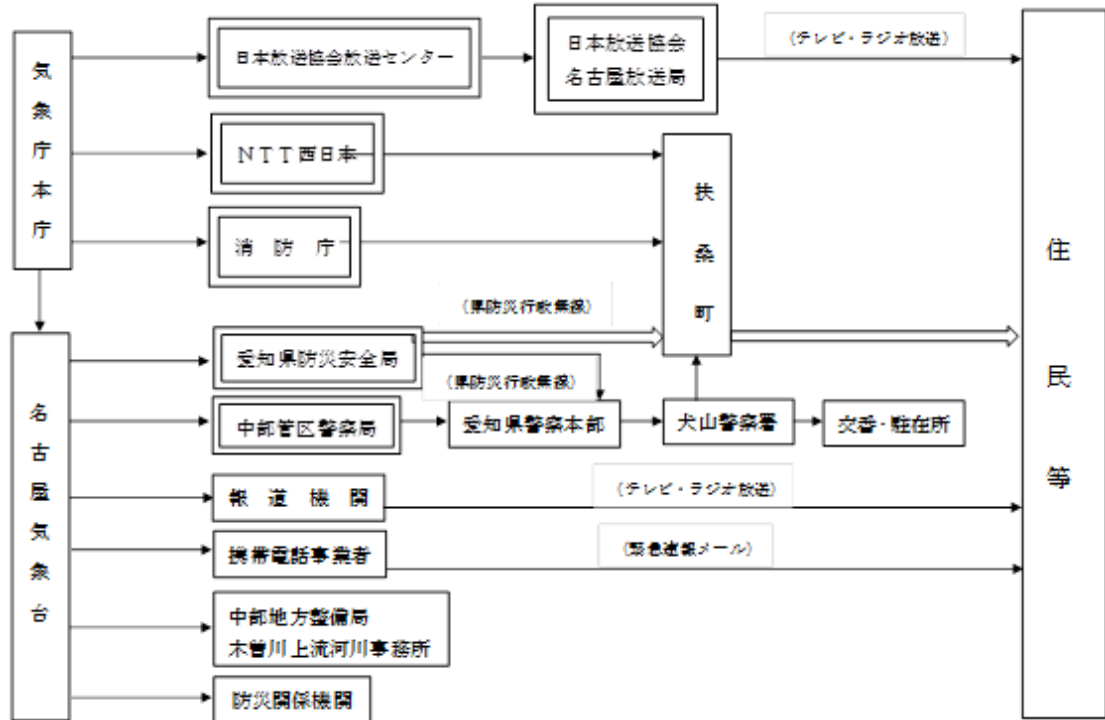 気象庁本庁
日本放送協会放送センター
日本放送協会
名古屋放送局
（テレビ・ラジオ放送）
ＮＴＴ西日本
消防庁
扶桑町
住民等
名古屋気象台
（県防災行政無線）
愛知県防災安全局
（県防災行政無線）
中部管区警察局
愛知県警察本部
犬山警察署
交番・駐在所
報道機関
（テレビ・ラジオ放送）
携帯電話事業者
（緊急速報メール）
中部地方整備局
木曽川上流河川事務所
防災関係機関